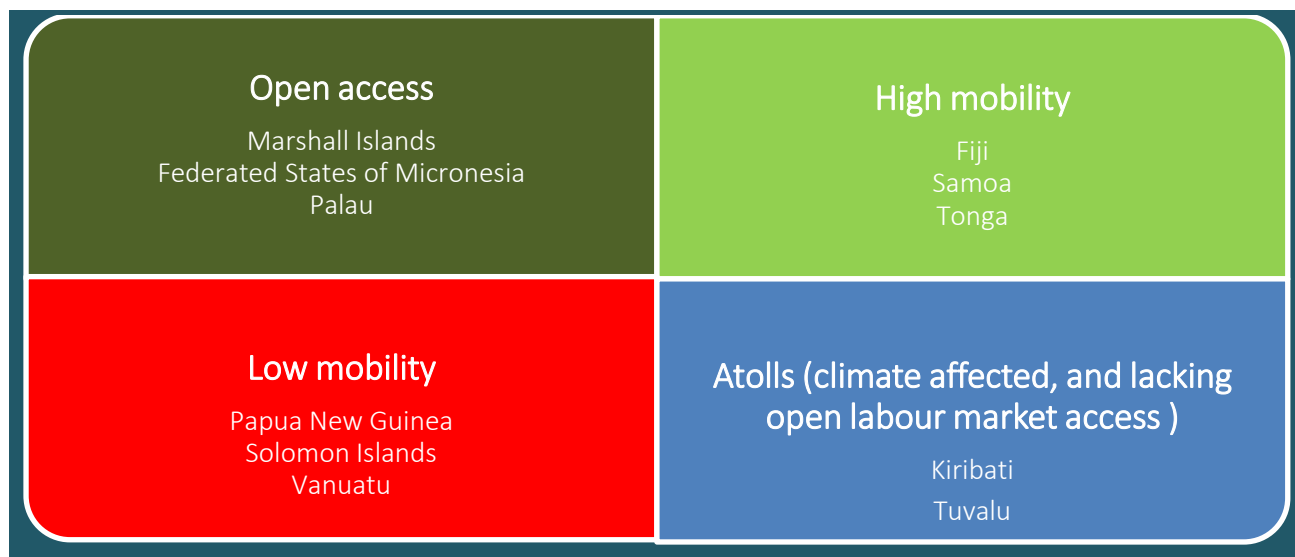 Open access
Marshall Islands
Federated States of Micronesia
Palau
High mobility
Fiji
Samoa
Tonga
Low mobility
Papua New Guinea
Solomon Islands
Vanuatu
Atolls (climate affected, and lacking
open labour market access )
Kiribati
Tuvalu